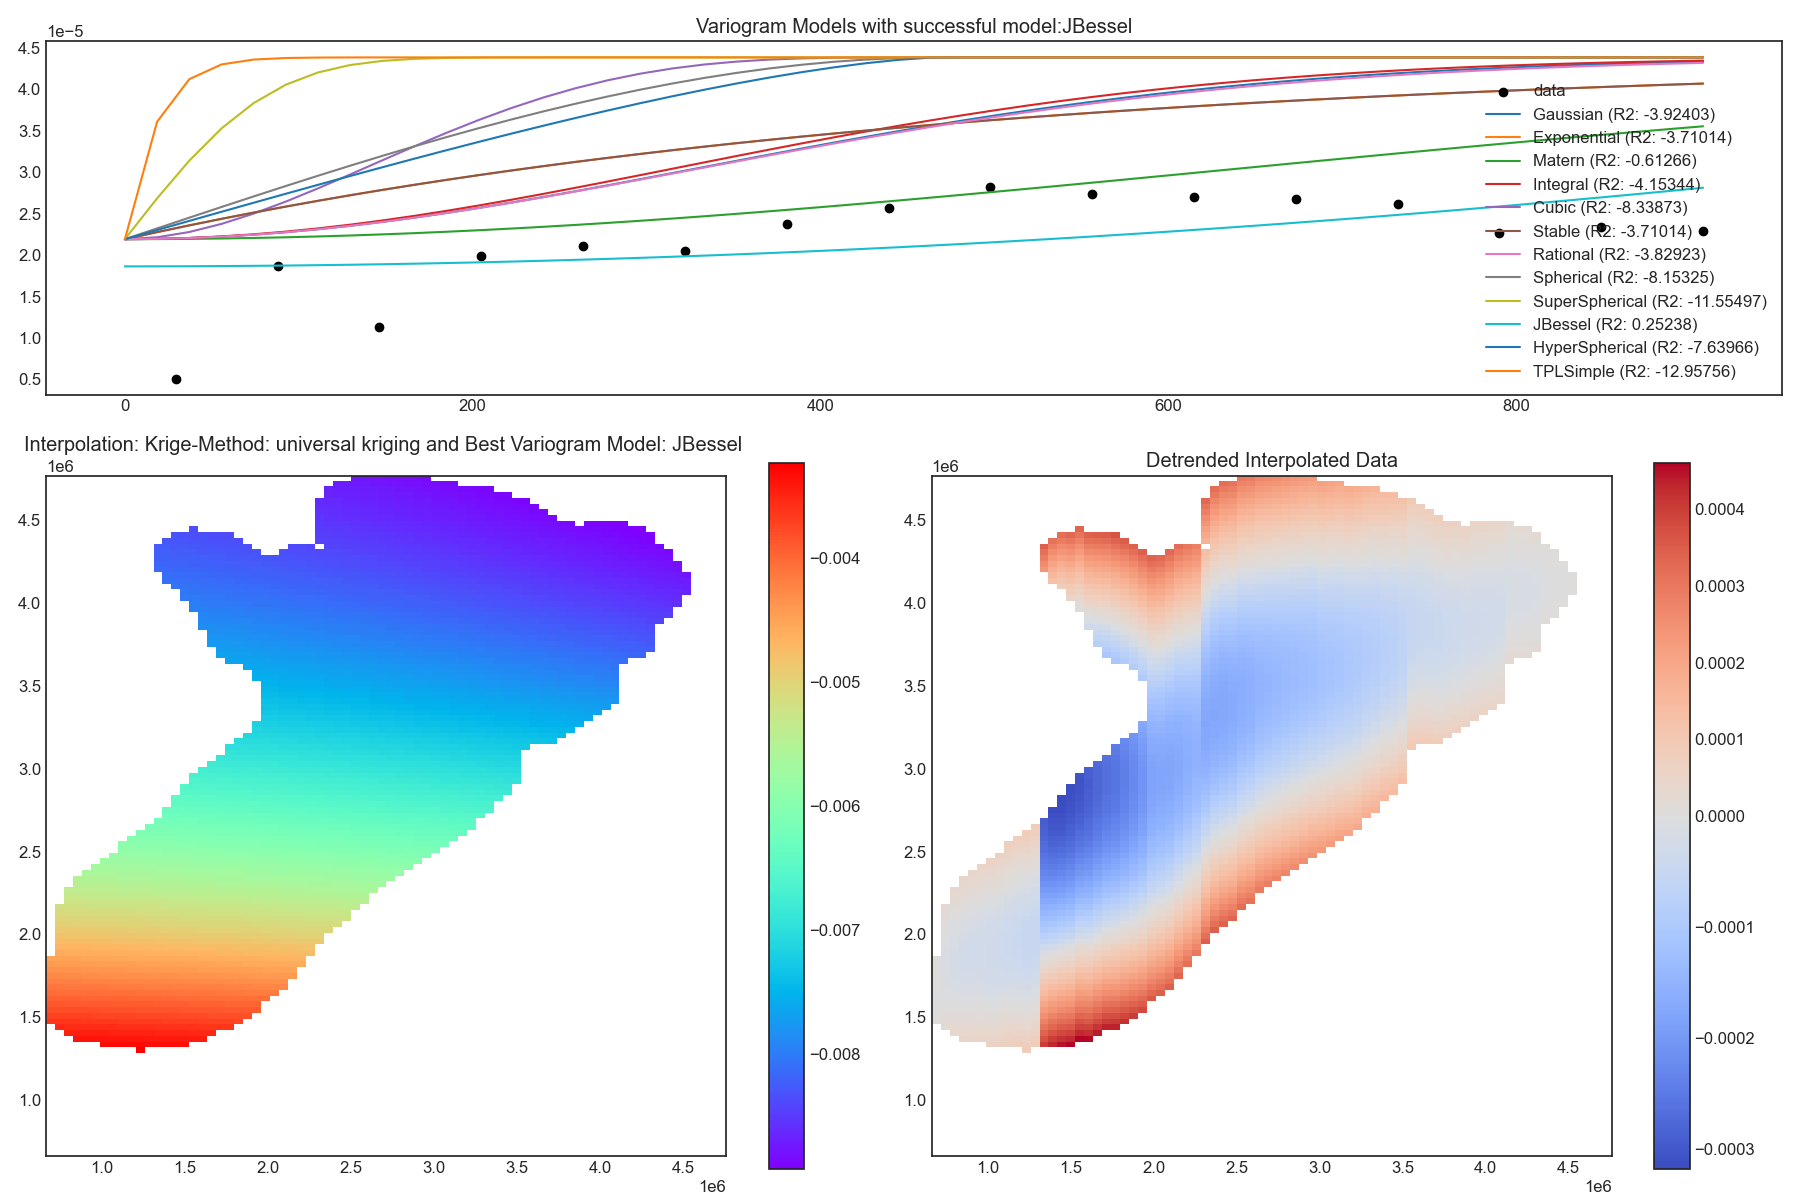 Variogram Models with successful model:JBessel
1e−5
4.5
4.0
3.5
3.0
2.5
2.0
1.5
1.0
0.5
0
200
400
600
800
data
Gaussian (R2: -3.92403)
Exponential (R2: -3.71014)
Matern (R2: -0.61266)
Integral (R2: -4.15344)
Cubic (R2: -8.33873)
Stable (R2: -3.71014)
Rational (R2: -3.82923)
Spherical (R2: -8.15325)
SuperSpherical (R2: -11.55497)
JBessel (R2: 0.25238)
HyperSpherical (R2: -7.63966)
TPLSimple (R2: -12.95756)
Interpolation: Krige-Method: universal kriging and Best Variogram Model: JBessel
1e6
4.5
4.0
3.5
3.0
2.5
2.0
1.5
1.0
1.0
1.5
2.0
2.5
3.0
3.5
4.0
4.5
1e6
−0.004
−0.005
−0.006
−0.007
−0.008
Detrended Interpolated Data
1e6
4.5
4.0
3.5
3.0
2.5
2.0
1.5
1.0
1.0
1.5
2.0
2.5
3.0
3.5
4.0
4.5
1e6
0.0004
0.0003
0.0002
0.0001
0.0000
−0.0001
−0.0002
−0.0003